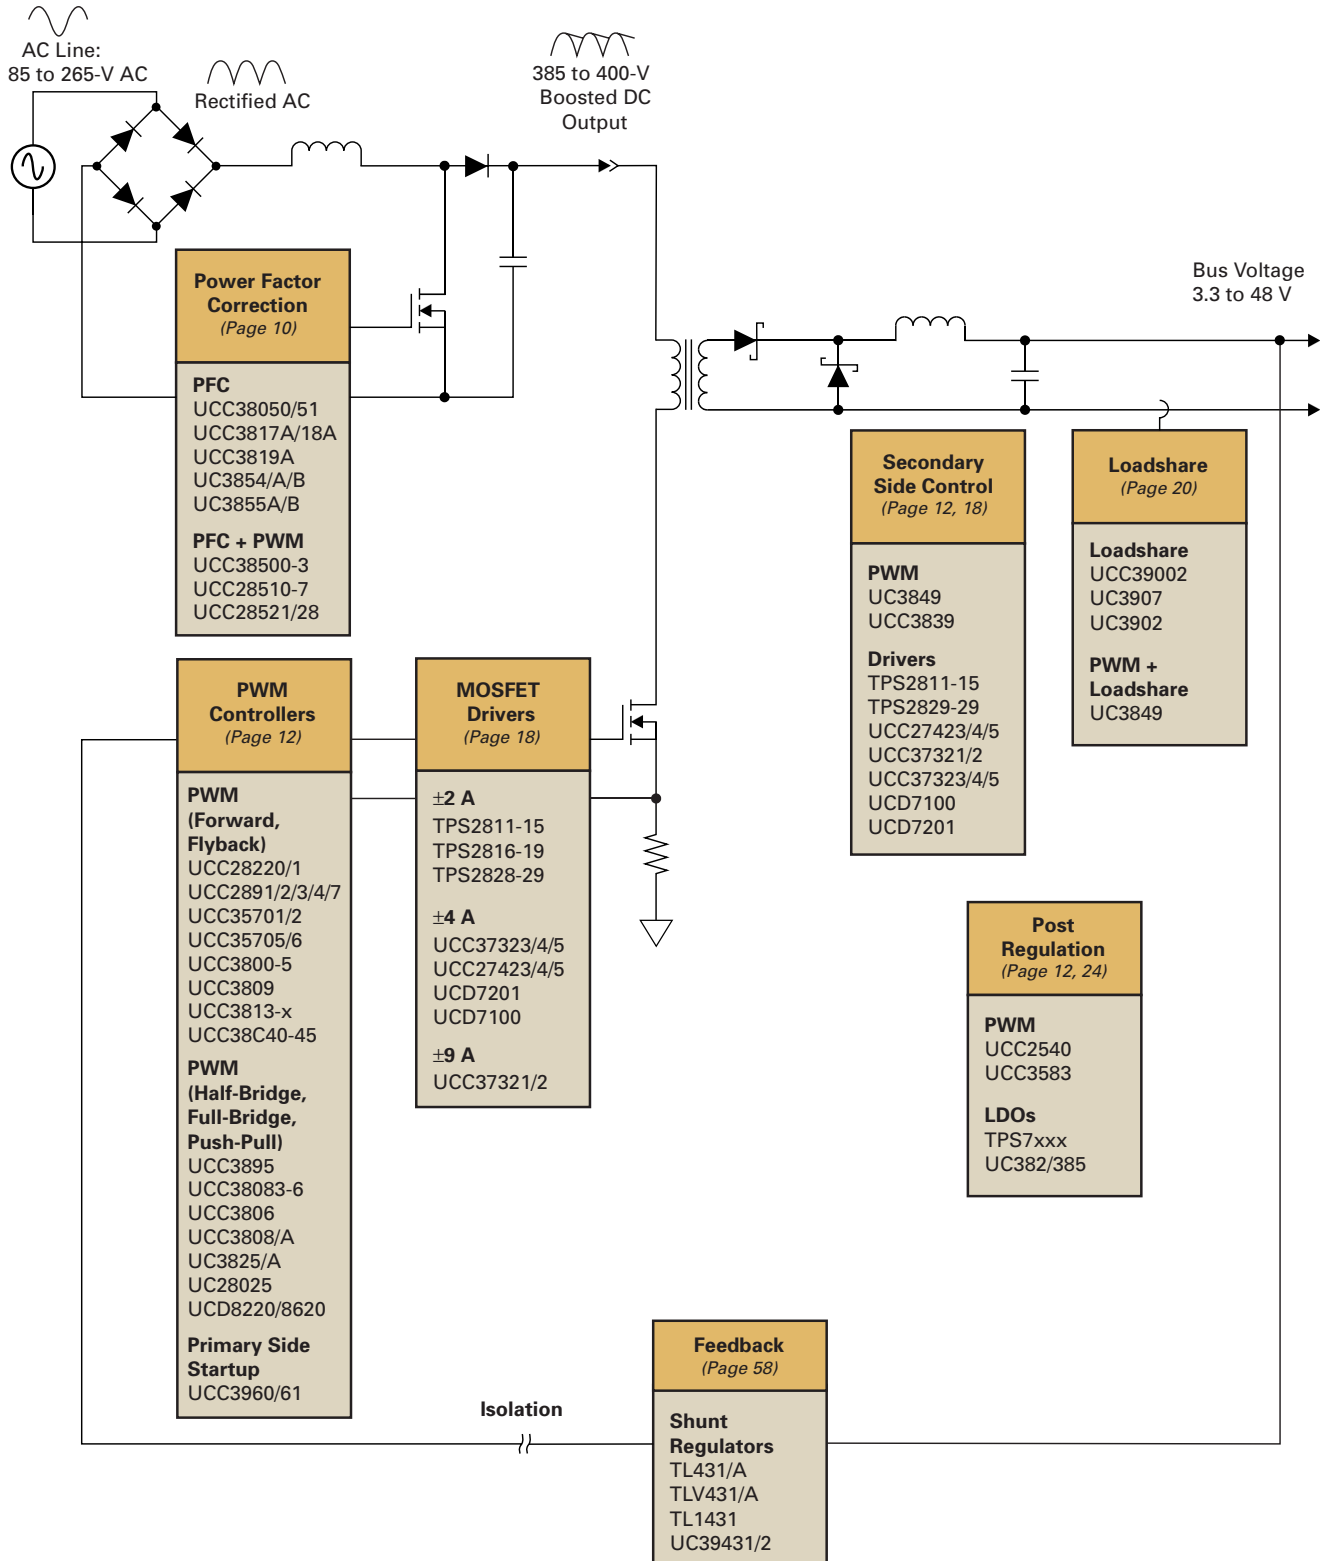 AC Line:
85 to 265-V AC
Rectified AC
385 to 400-V
Boosted DC
Output
Bus Voltage
3.3 to 48 V
Power Factor
Correction
(Page 10)
PFC
UCC38050/51
UCC3817A/18A
UCC3819A
UC3854/A/B
UC3855A/B
PFC + PWM
UCC38500-3
UCC28510-7
UCC28521/28
Secondary
Side Control
(Page 12, 18)
PWM
UC3849
UCC3839
Drivers
TPS2811-15
TPS2829-29
UCC27423/4/5
UCC37321/2
UCC37323/4/5
UCD7100
UCD7201
Loadshare
(Page 20)
Loadshare
UCC39002
UC3907
UC3902
PWM +
Loadshare
UC3849
PWM
Controllers
(Page 12)
PWM
(Forward,
Flyback)
UCC28220/1
UCC2891/2/3/4/7
UCC35701/2
UCC35705/6
UCC3800-5
UCC3809
UCC3813-x
UCC38C40-45
PWM
(Half-Bridge,
Full-Bridge,
Push-Pull)
UCC3895
UCC38083-6
UCC3806
UCC3808/A
UC3825/A
UC28025
UCD8220/8620
Primary Side
Startup
UCC3960/61
MOSFET
Drivers
(Page 18)
±2 A
TPS2811-15
TPS2816-19
TPS2828-29
±4 A
UCC37323/4/5
UCC27423/4/5
UCD7201
UCD7100
±9 A
UCC37321/2
Post
Regulation
(Page 12, 24)
PWM
UCC2540
UCC3583
LDOs
TPS7xxx
UC382/385
Isolation
Feedback
(Page 58)
Shunt
Regulators
TL431/A
TLV431/A
TL1431
UC39431/2